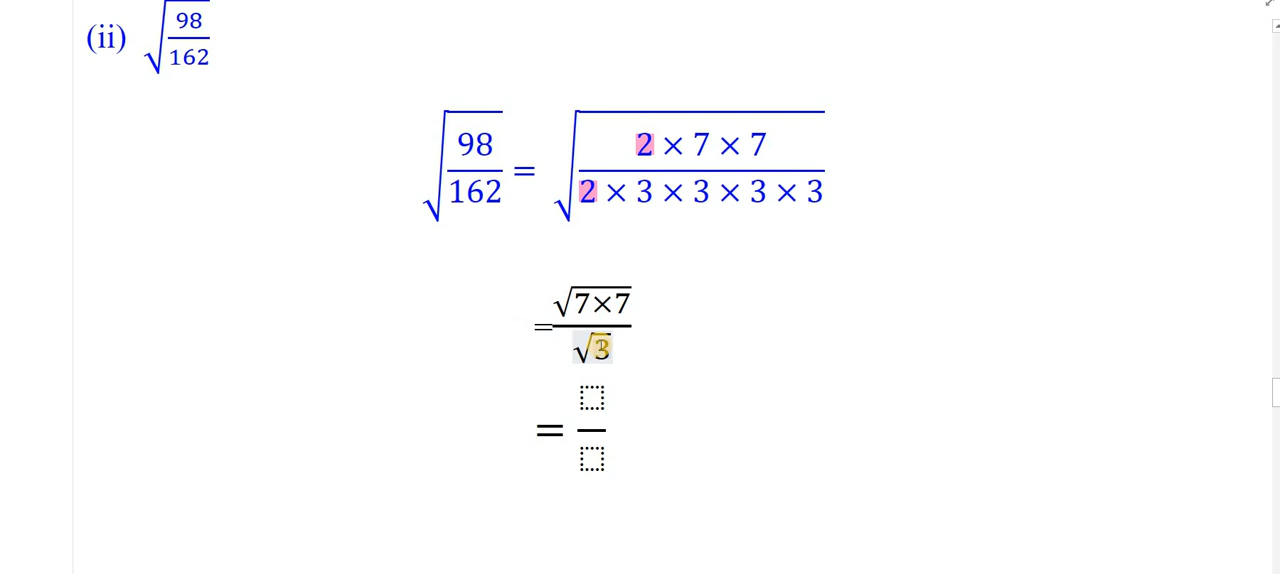 (ii) √(98/162)
√(98/162) = √((2 × 7 × 7)/(2 × 3 × 3 × 3 × 3))
= √(7×7)/√3
=